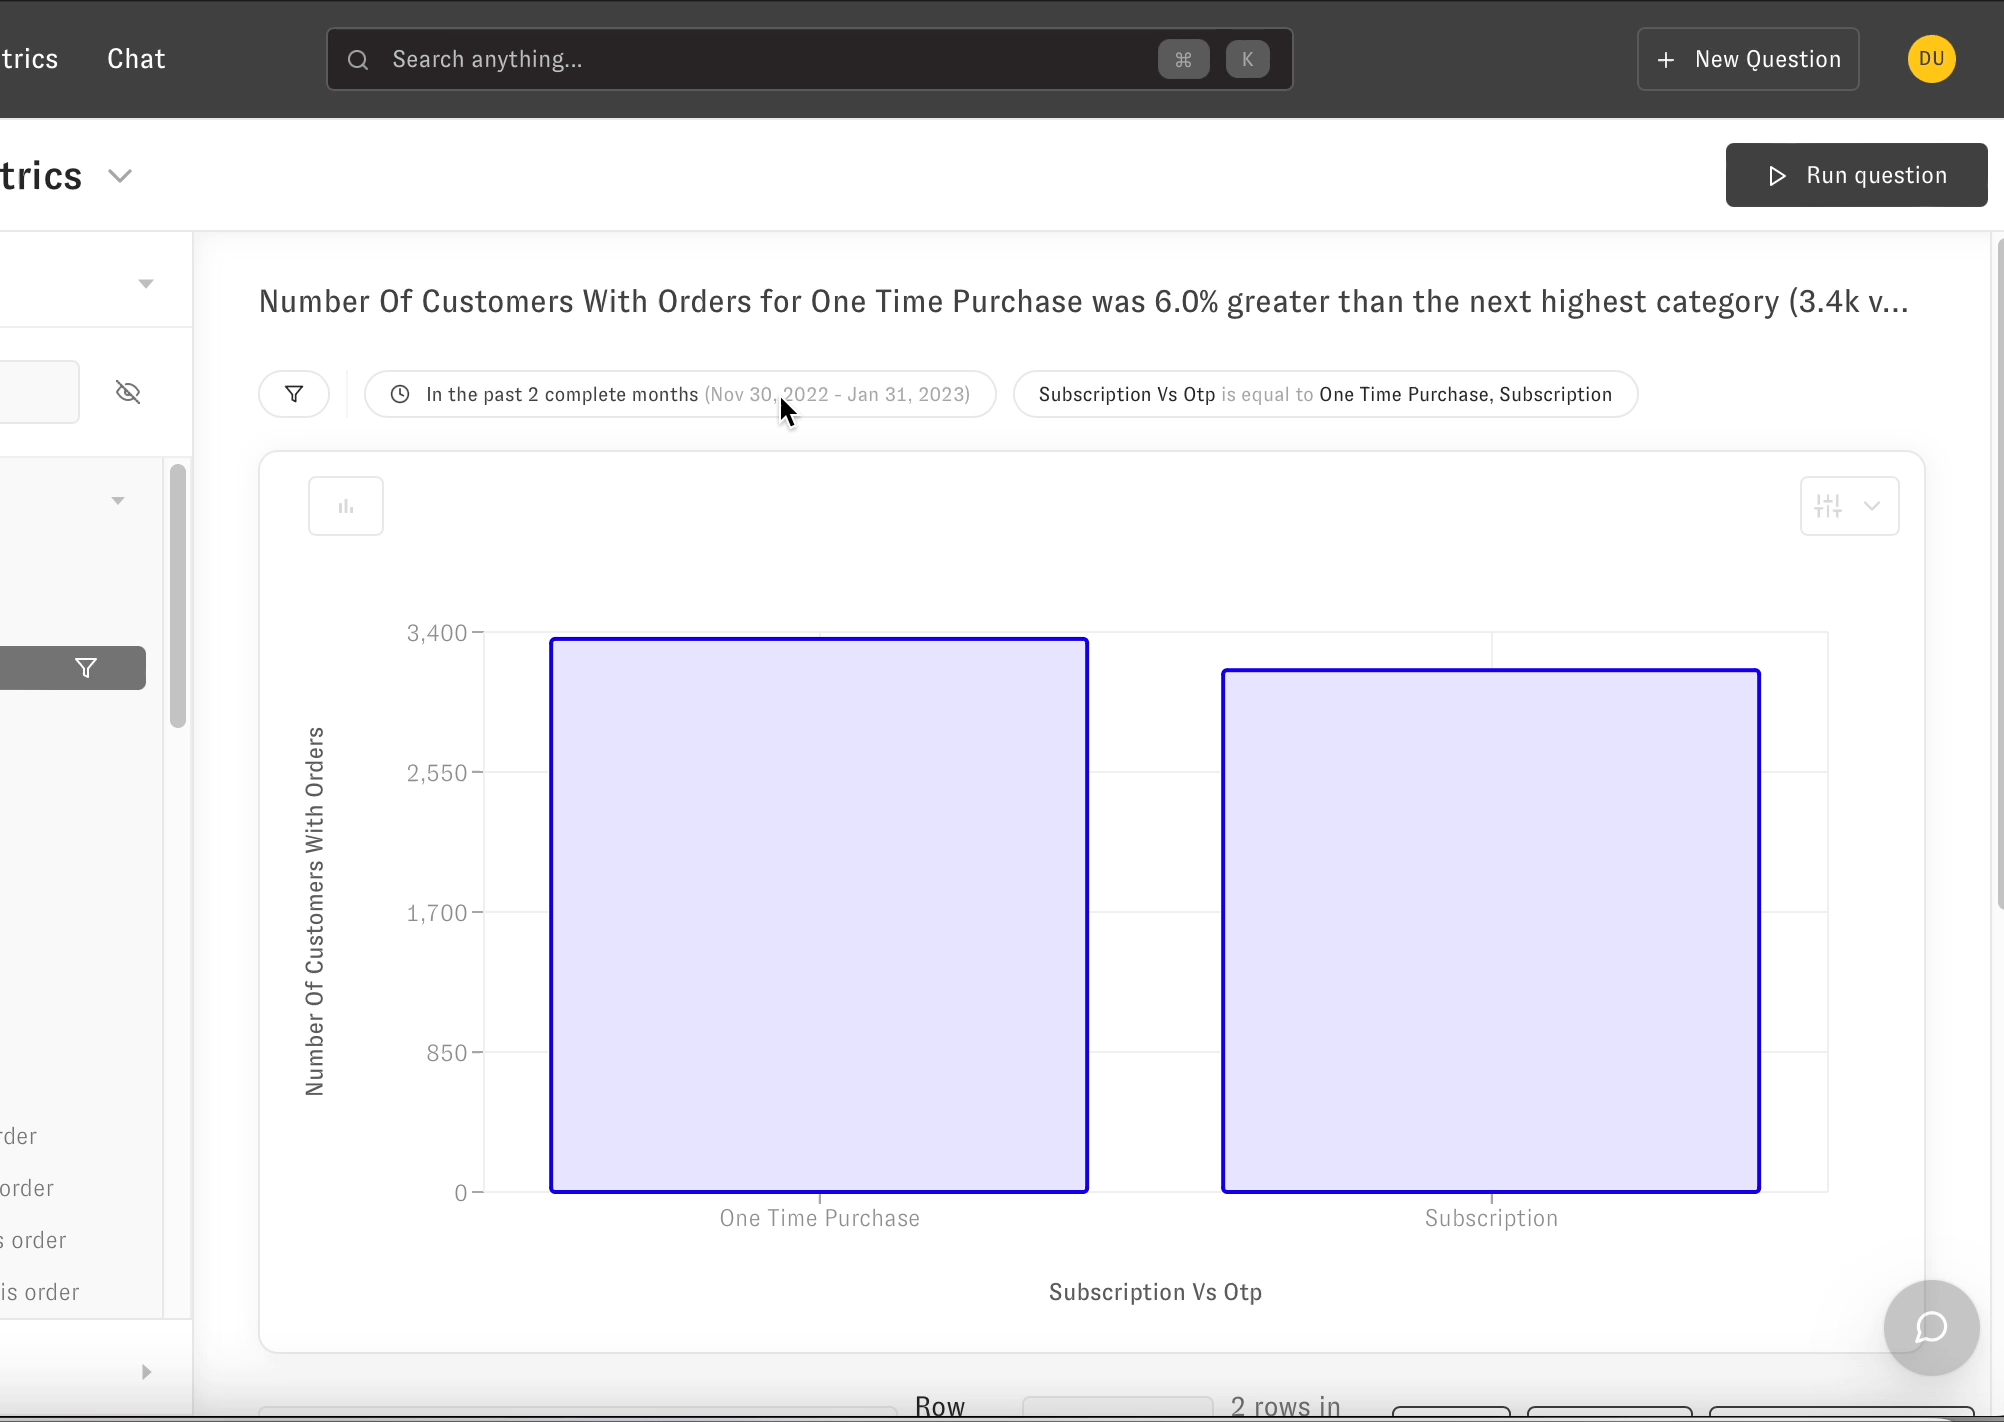 trics Chat Search anything... ⌘ K + New Question DU
trics Run question
Number Of Customers With Orders for One Time Purchase was 6.0% greater than the next highest category (3.4k v...
In the past 2 complete months (Nov 30, 2022 - Jan 31, 2023) Subscription Vs Otp is equal to One Time Purchase, Subscription
3,400
2,550
1,700
850
0
Number Of Customers With Orders
One Time Purchase Subscription
Subscription Vs Otp
rder
order
s order
is order
Row 2 rows in